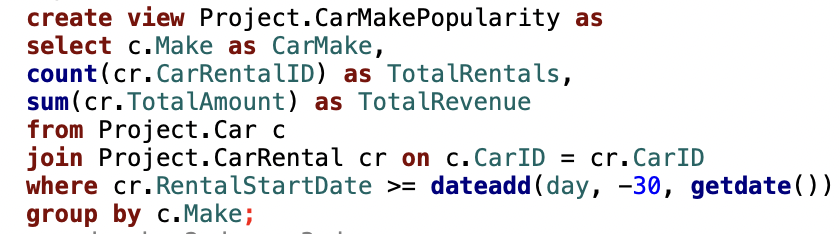 create view Project.CarMakePopularity as
select c.Make as CarMake,
count(cr.CarRentalID) as TotalRentals,
sum(cr.TotalAmount) as TotalRevenue
from Project.Car c
join Project.CarRental cr on c.CarID = cr.CarID
where cr.RentalStartDate >= dateadd(day, -30, getdate())
group by c.Make;